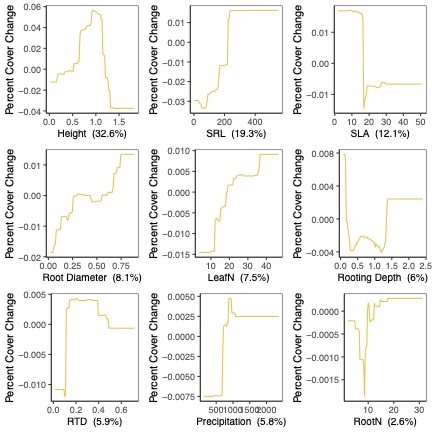 Percent Cover Change
0.06
0.04
0.02
0.00
−0.02
−0.04
0.0 0.5 1.0 1.5
Height (32.6%)
Percent Cover Change
0.01
0.00
−0.01
−0.02
−0.03
0 200 400
SRL (19.3%)
Percent Cover Change
0.01
0.00
−0.01
0 10 20 30 40 50
SLA (12.1%)
Percent Cover Change
0.01
0.00
−0.01
−0.02
0.00 0.25 0.50 0.75
Root Diameter (8.1%)
Percent Cover Change
0.010
0.005
0.000
−0.005
−0.010
−0.015
10 20 30 40
LeafN (7.5%)
Percent Cover Change
0.008
0.004
0.000
−0.004
0.0 0.5 1.0 1.5 2.0 2.5
Rooting Depth (6%)
Percent Cover Change
0.005
0.000
−0.005
−0.010
0.0 0.2 0.4 0.6
RTD (5.9%)
Percent Cover Change
0.0050
0.0025
0.0000
−0.0025
−0.0050
−0.0075
500 1000 1500 2000
Precipitation (5.8%)
Percent Cover Change
0.0000
−0.0005
−0.0010
−0.0015
10 20 30
RootN (2.6%)